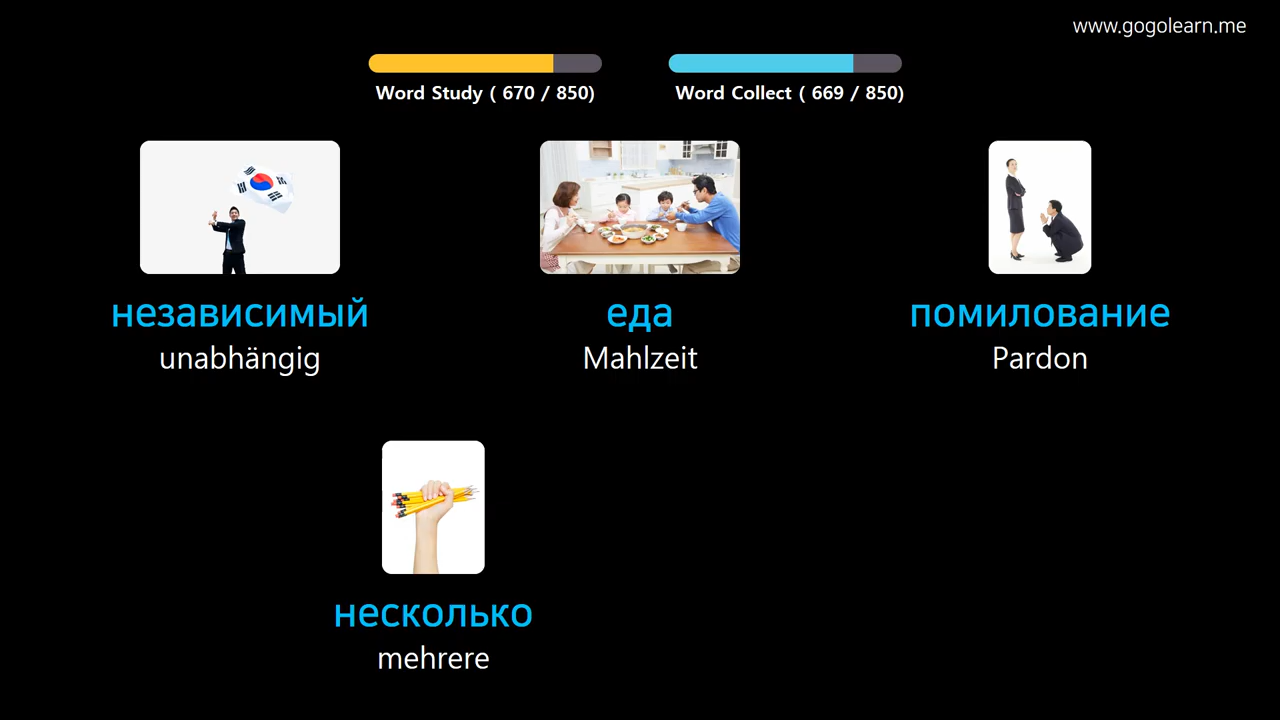 www.gogolearn.me
Word Study ( 670 / 850)
Word Collect ( 669 / 850)
независимый
unabhängig
еда
Mahlzeit
помилование
Pardon
несколько
mehrere